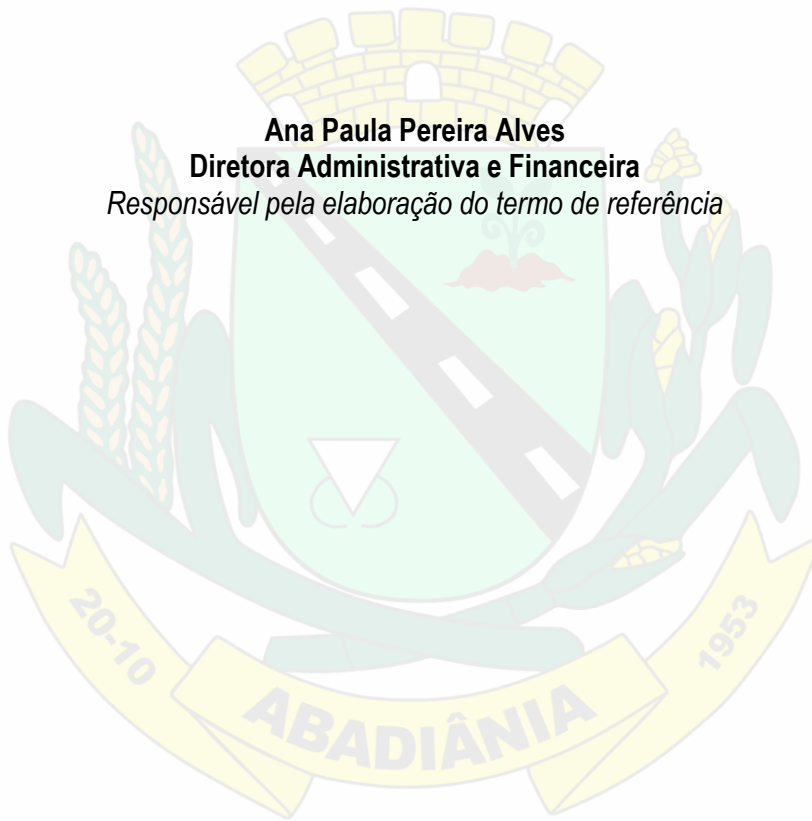 Ana Paula Pereira Alves
Diretora Administrativa e Financeira
Responsável pela elaboração do termo de referência
20-10
ABADIÂNIA
1953